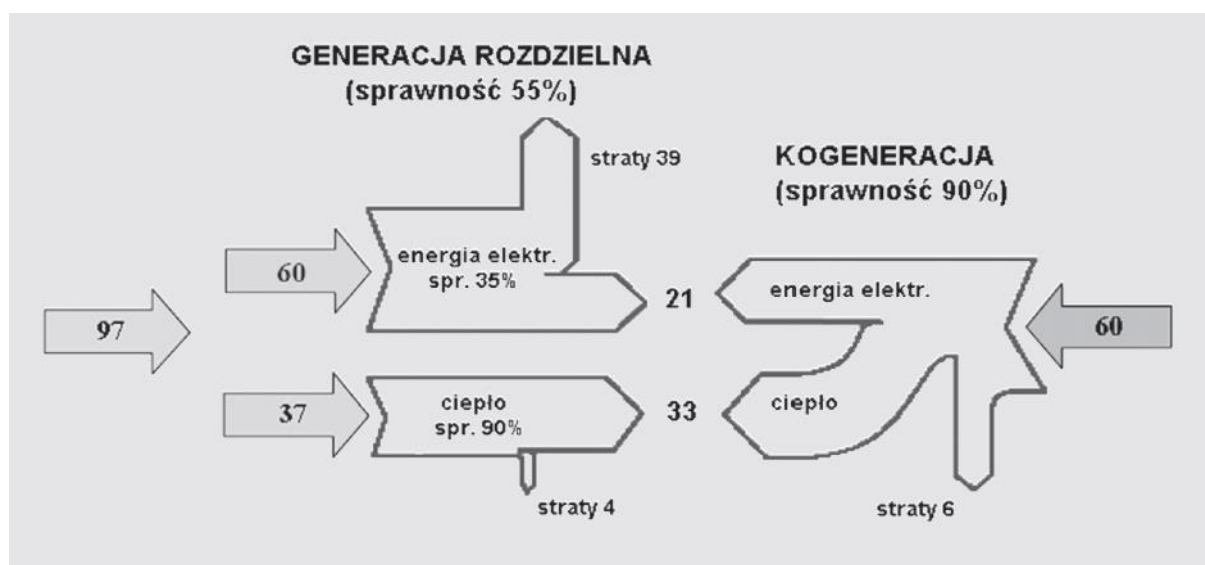 GENERACJA ROZDZIELNA
(sprawność 55%)
straty 39
KOGENERACJA
(sprawność 90%)
energia elektr.
spr. 35%
60
21
energia elektr.
97
60
37
ciepło
spr. 90%
33
ciepło
straty 4
straty 6